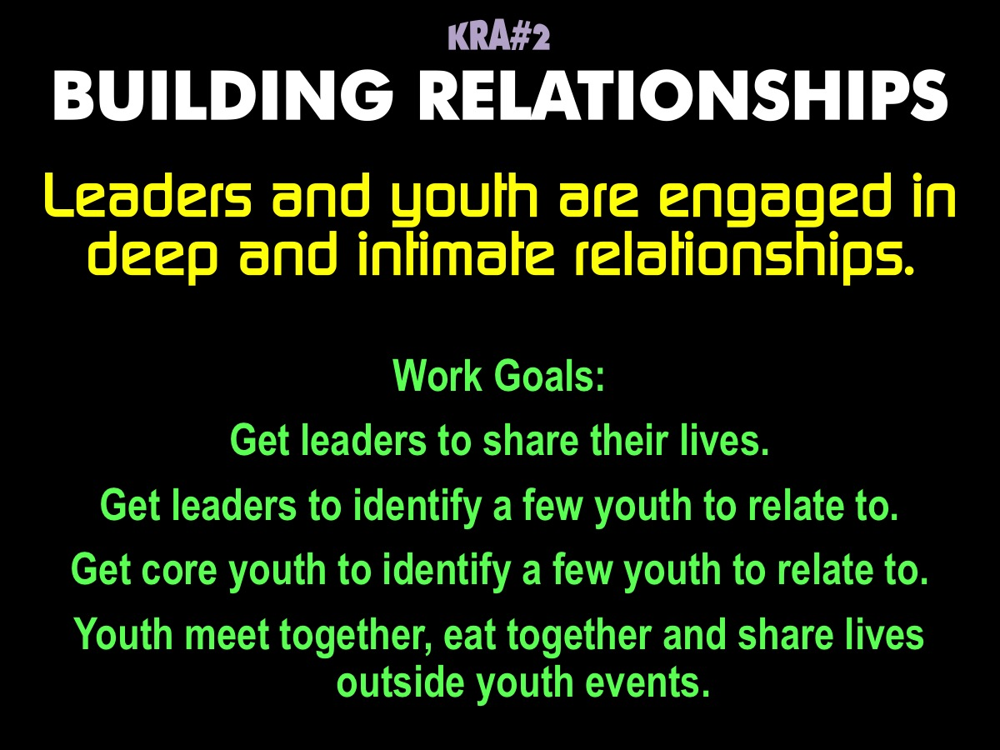 KRA#2
BUILDING RELATIONSHIPS
Leaders and youth are engaged in
deep and intimate relationships.
Work Goals:
Get leaders to share their lives.
Get leaders to identify a few youth to relate to.
Get core youth to identify a few youth to relate to.
Youth meet together, eat together and share lives
outside youth events.